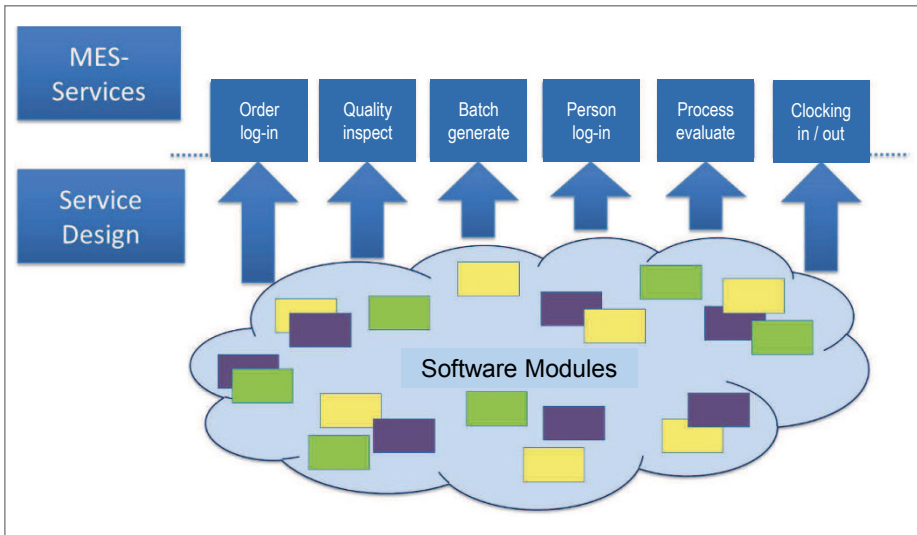 MES-
Services
Order
log-in
Quality
inspect
Batch
generate
Person
log-in
Process
evaluate
Clocking
in / out
Service
Design
Software Modules